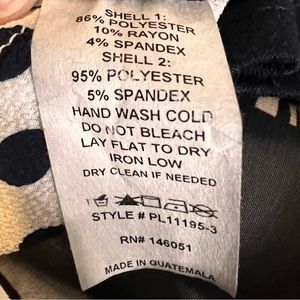 SHELL 1:
86% POLYESTER
10% RAYON
4% SPANDEX
SHELL 2:
95% POLYESTER
5% SPANDEX
HAND WASH COLD
DO NOT BLEACH
LAY FLAT TO DRY
IRON LOW
DRY CLEAN IF NEEDED
STYLE # PL11195-3
RN# 146051
MADE IN GUATEMALA